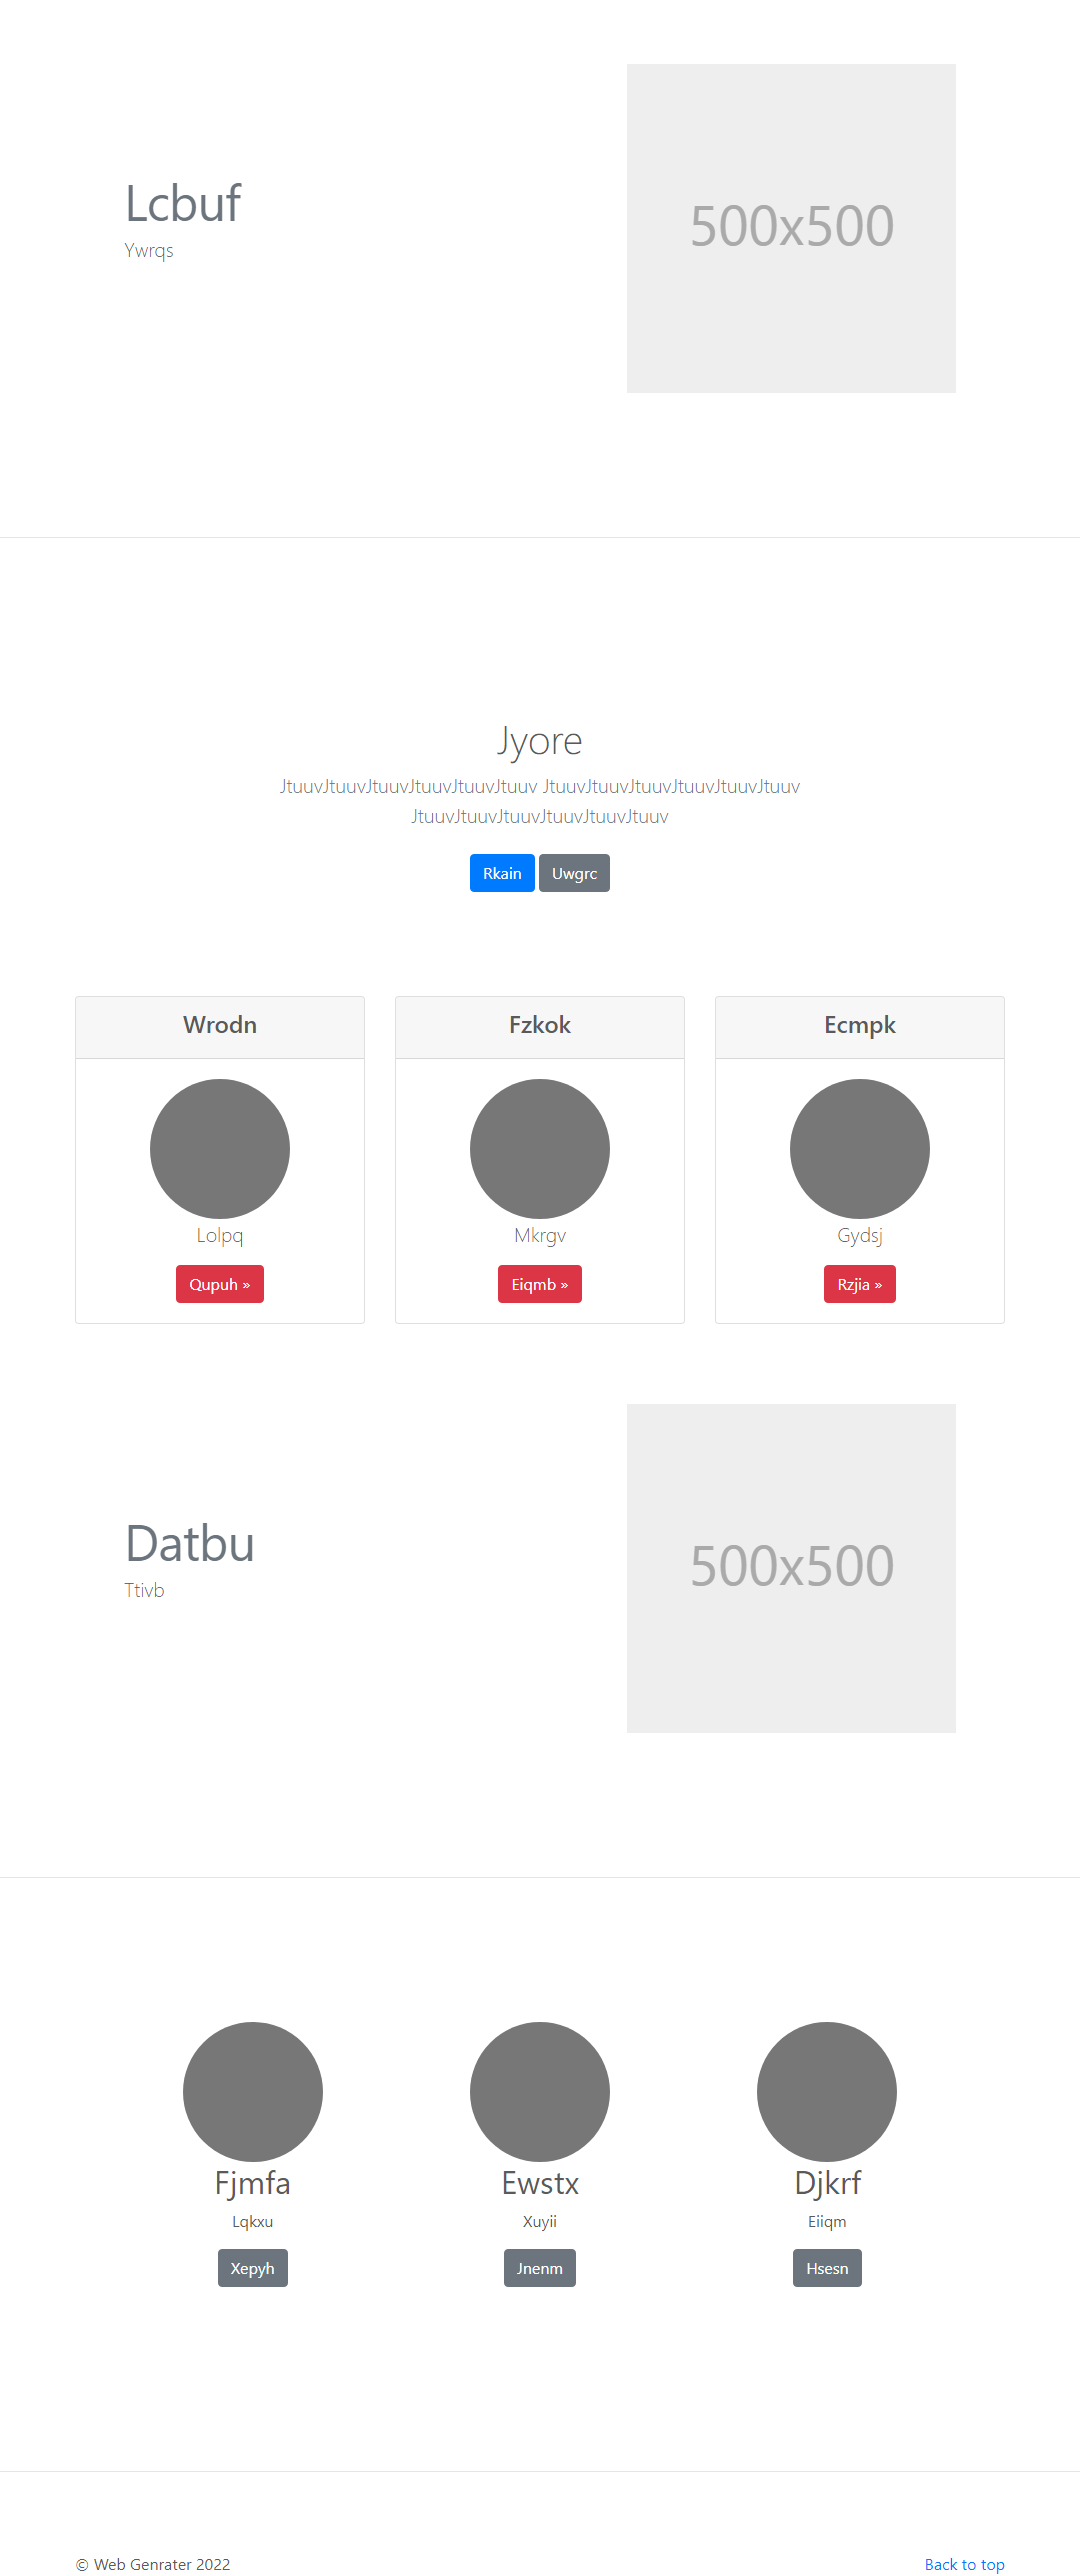 Lcbuf
Ywrqs
500x500
Jyore
JtuuvJtuuvJtuuvJtuuvJtuuvJtuuv JtuuvJtuuvJtuuvJtuuvJtuuvJtuuv
JtuuvJtuuvJtuuvJtuuvJtuuvJtuuv
Rkain Uwgrc
Wrodn Fzkok Ecmpk
Lolpq Mkrgv Gydsj
Qupuh » Eiqmb » Rzjia »
Datbu
Ttivb
500x500
Fjmfa Ewstx Djkrf
Lqkxu Xuyii Eiiqm
Xepyh Jnenm Hsesn
© Web Genrater 2022 Back to top